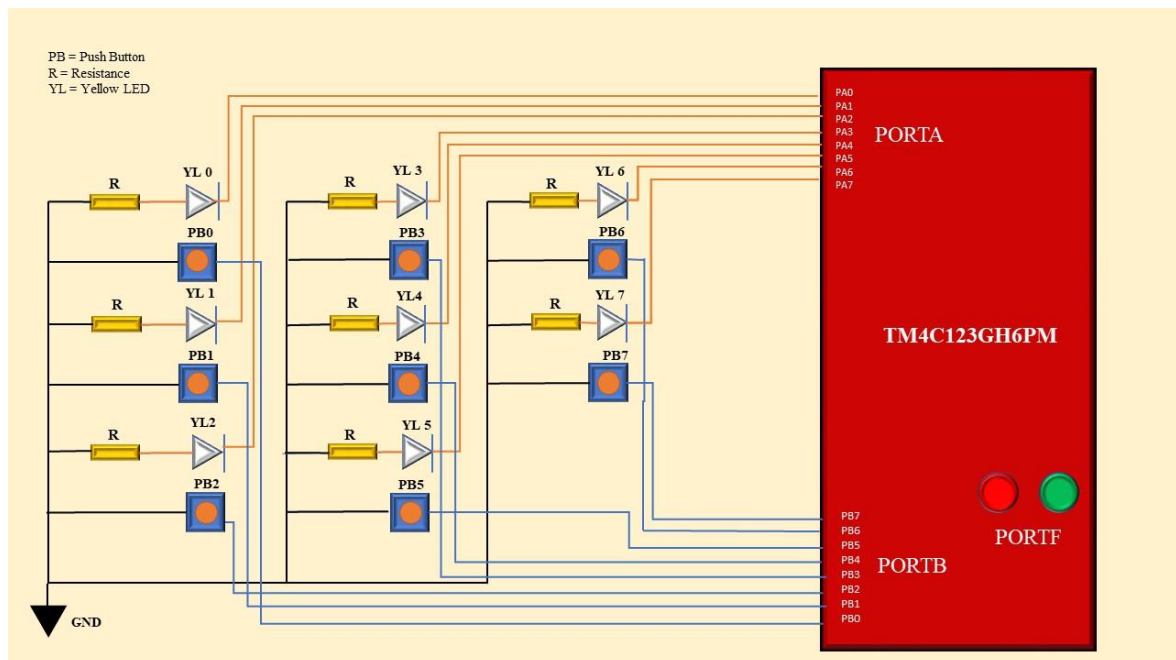 PB = Push Button
R = Resistance
YL = Yellow LED
PA0
PA1
PA2
PA3
PA4
PA5
PA6
PA7
PORTA
R
YL 0
R
YL 3
R
YL 6
PB0
PB3
PB6
R
YL 1
R
YL4
R
YL 7
TM4C123GH6PM
PB1
PB4
PB7
R
YL2
R
YL 5
PB2
PB5
PB7
PB6
PB5
PB4
PB3
PB2
PB1
PB0
PORTB
PORTF
GND